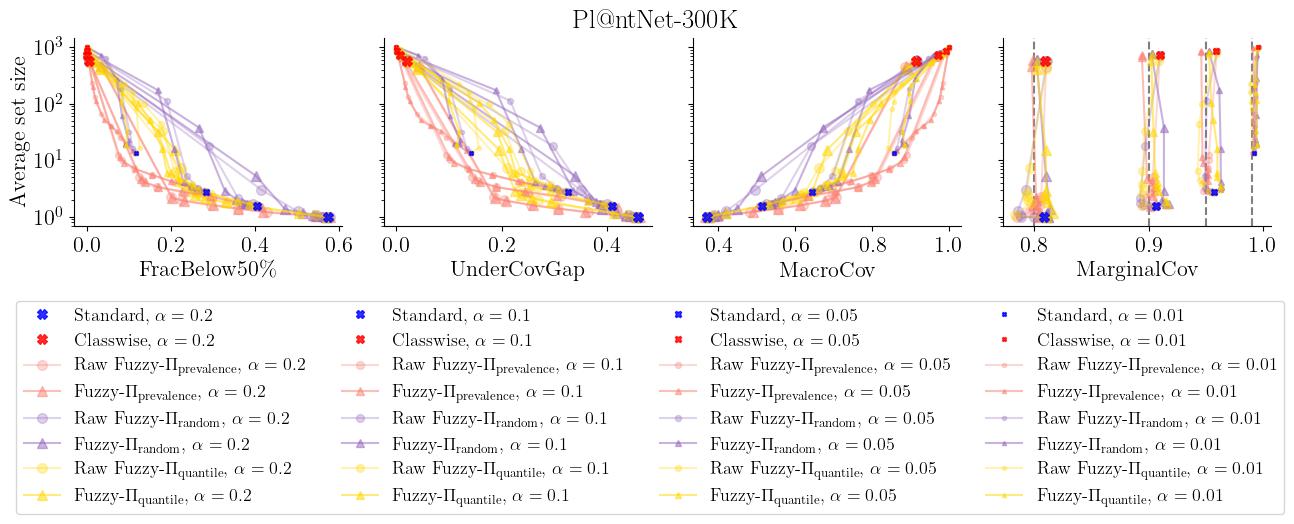 Pl@ntNet-300K
Average set size
10³ 10² 10¹ 10⁰
0.0 0.2 0.4 0.6
FracBelow50%
0.0 0.2 0.4
UnderCovGap
0.4 0.6 0.8 1.0
MacroCov
0.8 0.9 1.0
MarginalCov
Standard, α = 0.2 Standard, α = 0.1 Standard, α = 0.05 Standard, α = 0.01
Classwise, α = 0.2 Classwise, α = 0.1 Classwise, α = 0.05 Classwise, α = 0.01
Raw Fuzzy-Π_prevalence, α = 0.2 Raw Fuzzy-Π_prevalence, α = 0.1 Raw Fuzzy-Π_prevalence, α = 0.05 Raw Fuzzy-Π_prevalence, α = 0.01
Fuzzy-Π_prevalence, α = 0.2 Fuzzy-Π_prevalence, α = 0.1 Fuzzy-Π_prevalence, α = 0.05 Fuzzy-Π_prevalence, α = 0.01
Raw Fuzzy-Π_random, α = 0.2 Raw Fuzzy-Π_random, α = 0.1 Raw Fuzzy-Π_random, α = 0.05 Raw Fuzzy-Π_random, α = 0.01
Fuzzy-Π_random, α = 0.2 Fuzzy-Π_random, α = 0.1 Fuzzy-Π_random, α = 0.05 Fuzzy-Π_random, α = 0.01
Raw Fuzzy-Π_quantile, α = 0.2 Raw Fuzzy-Π_quantile, α = 0.1 Raw Fuzzy-Π_quantile, α = 0.05 Raw Fuzzy-Π_quantile, α = 0.01
Fuzzy-Π_quantile, α = 0.2 Fuzzy-Π_quantile, α = 0.1 Fuzzy-Π_quantile, α = 0.05 Fuzzy-Π_quantile, α = 0.01